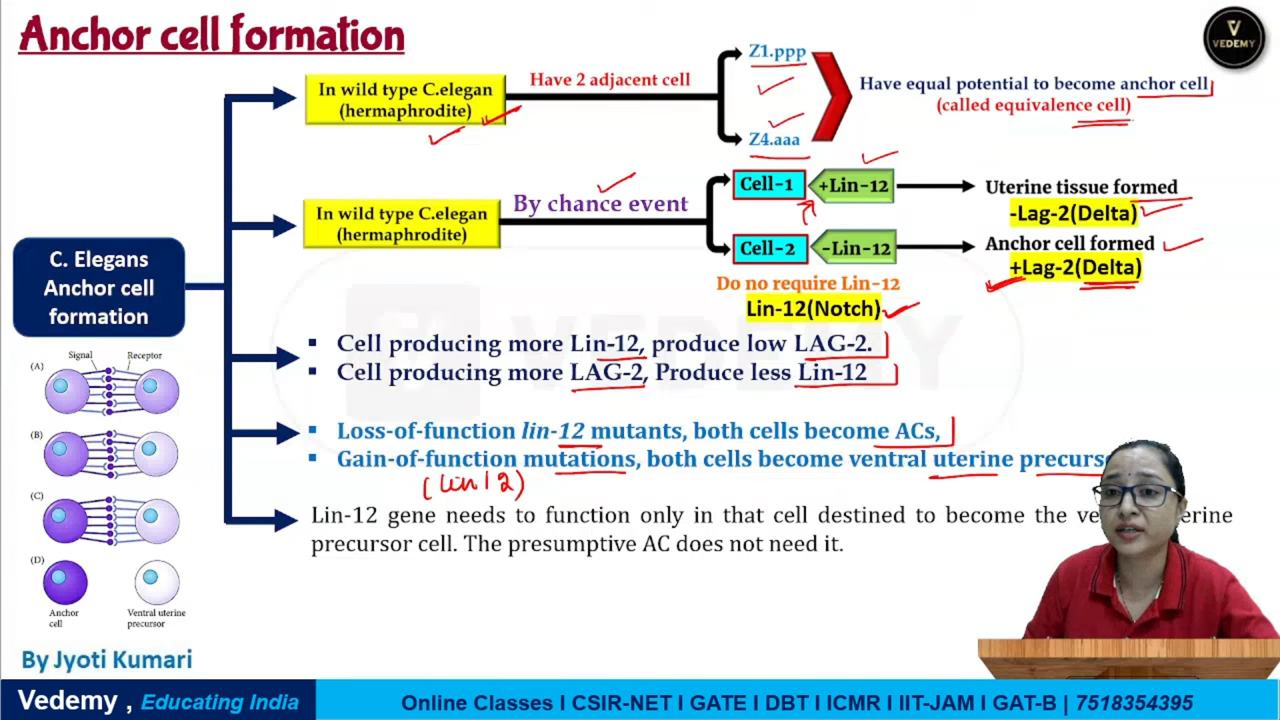 Anchor cell formation
VEDEMY
In wild type C.elegan
(hermaphrodite)
Have 2 adjacent cell
Z1.ppp
Z4.aaa
Have equal potential to become anchor cell
(called equivalence cell)
In wild type C.elegan
(hermaphrodite)
By chance event
Cell-1
+Lin-12
Uterine tissue formed
-Lag-2(Delta)
Cell-2
-Lin-12
Anchor cell formed
+Lag-2(Delta)
Do no require Lin-12
Lin-12(Notch)
C. Elegans
Anchor cell
formation
▪ Cell producing more Lin-12, produce low LAG-2.
▪ Cell producing more LAG-2, Produce less Lin-12
▪ Loss-of-function lin-12 mutants, both cells become ACs,
▪ Gain-of-function mutations, both cells become ventral uterine
(lin12)
Lin-12 gene needs to function only in that cell destined to become the
precursor cell. The presumptive AC does not need it.
Signal Receptor
(A)
(B)
(C)
(D)
Anchor
cell
Ventral uterine
precursor
VEDEMY
By Jyoti Kumari
Vedemy , Educating India
Online Classes I CSIR-NET I GATE I DBT I ICMR I IIT-JAM I GAT-B | 7518354395